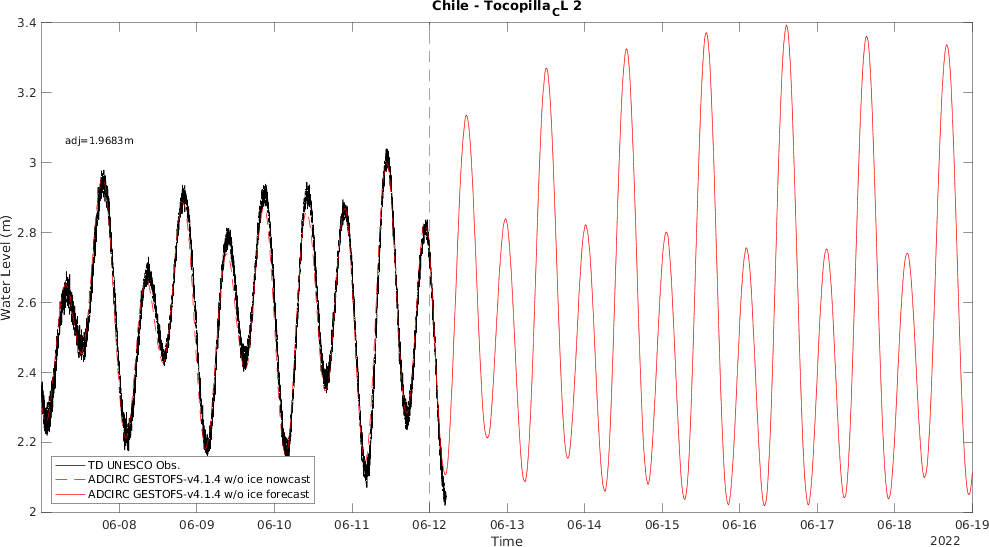 Chile - Tocopilla_CL 2
3.4
3.2
3
2.8
2.6
2.4
2.2
2
Water Level (m)
adj=1.9683m
TD UNESCO Obs.
ADCIRC GESTOFS-v4.1.4 w/o ice nowcast
ADCIRC GESTOFS-v4.1.4 w/o ice forecast
06-08 06-09 06-10 06-11 06-12 06-13 06-14 06-15 06-16 06-17 06-18 06-19
Time
2022